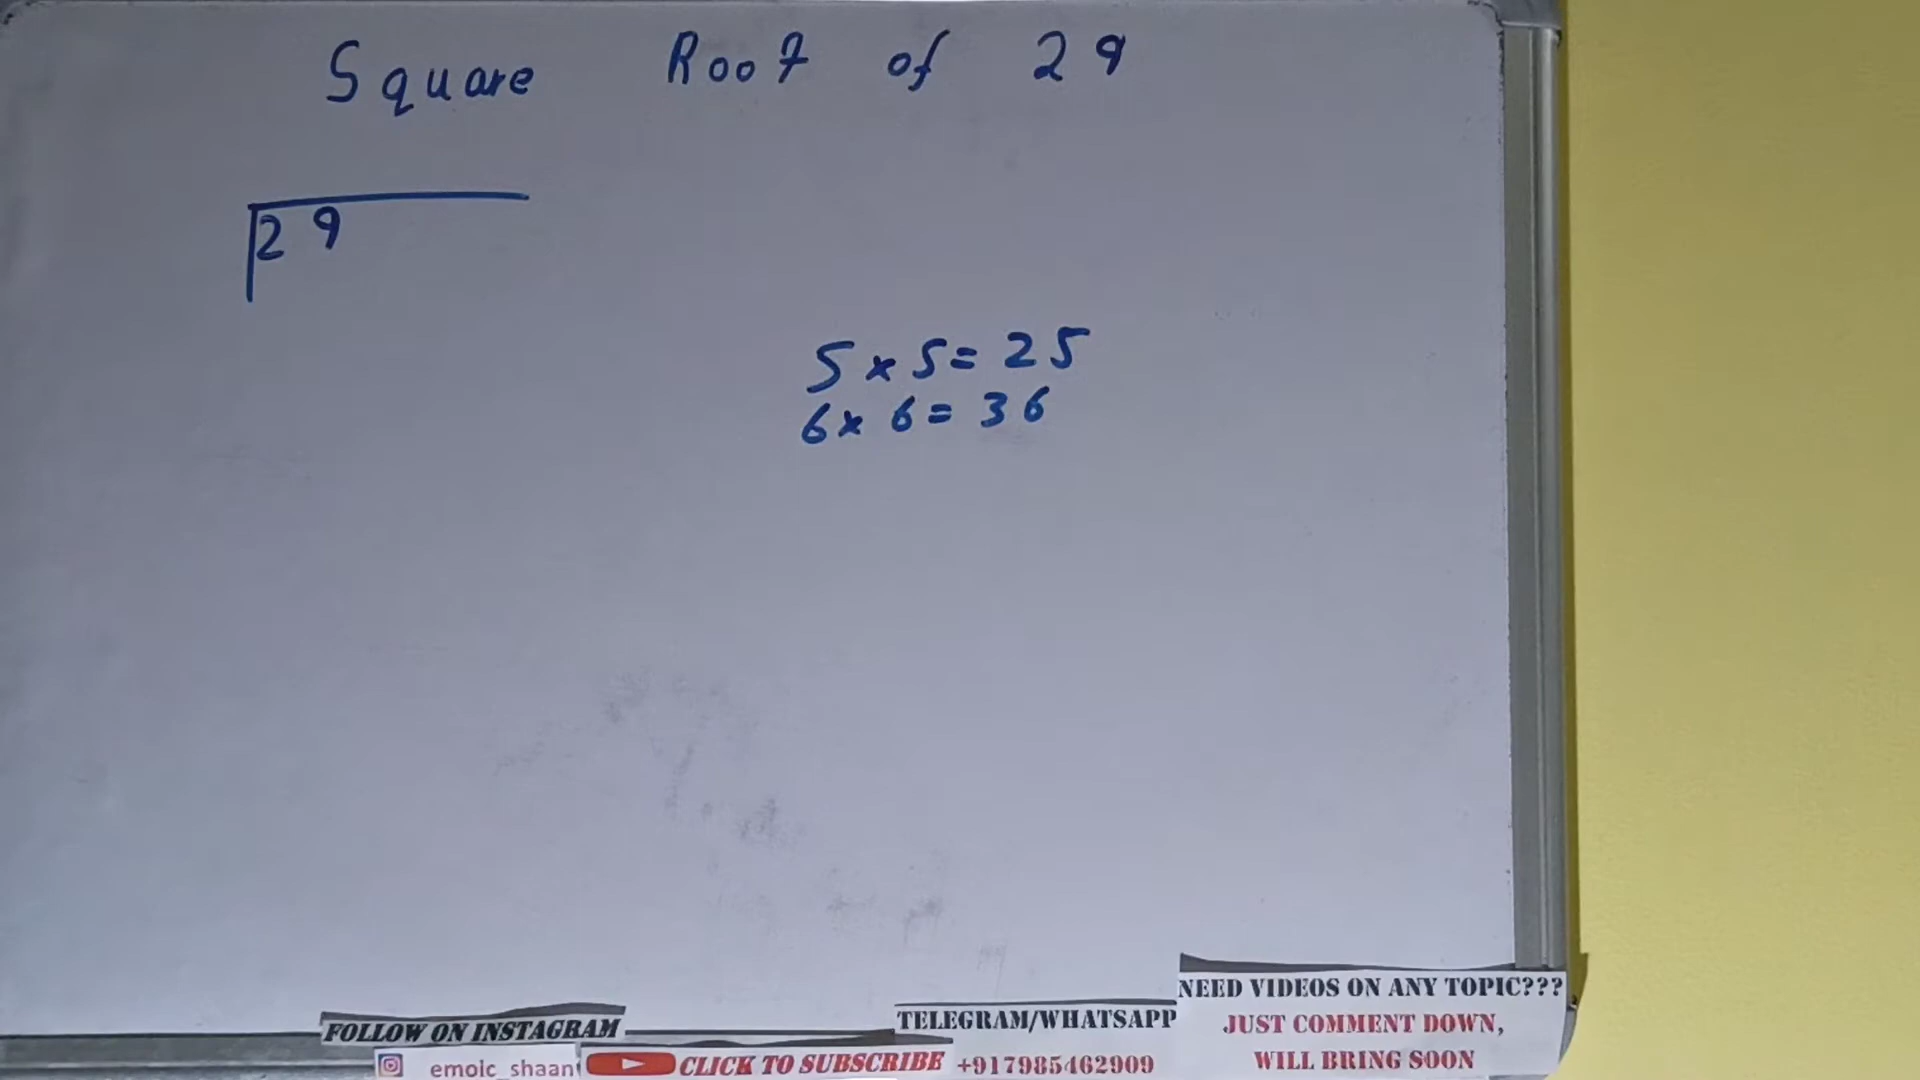 Square Root of 29
29
5 x 5 = 25
6 x 6 = 36
NEED VIDEOS ON ANY TOPIC???
JUST COMMENT DOWN,
WILL BRING SOON
TELEGRAM/WHATSAPP
+917985462909
FOLLOW ON INSTAGRAM
emoic_shaan
CLICK TO SUBSCRIBE